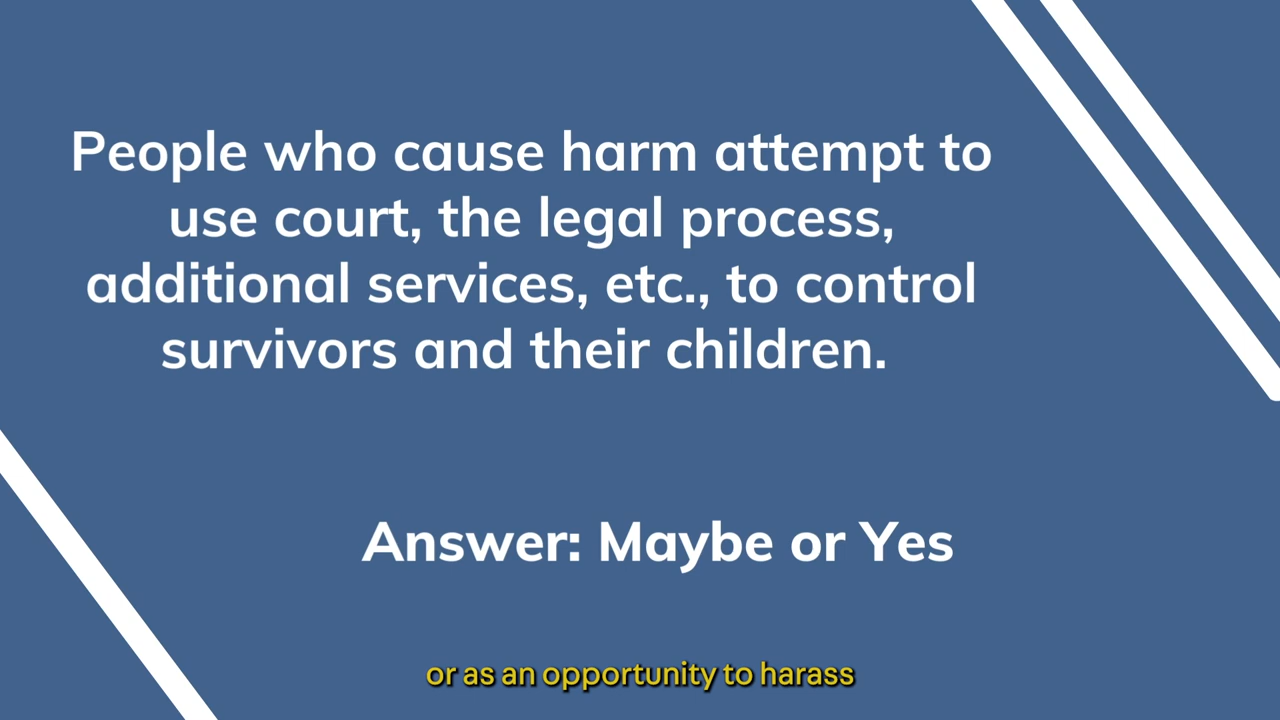 People who cause harm attempt to
use court, the legal process,
additional services, etc., to control
survivors and their children.
Answer: Maybe or Yes
or as an opportunity to harass